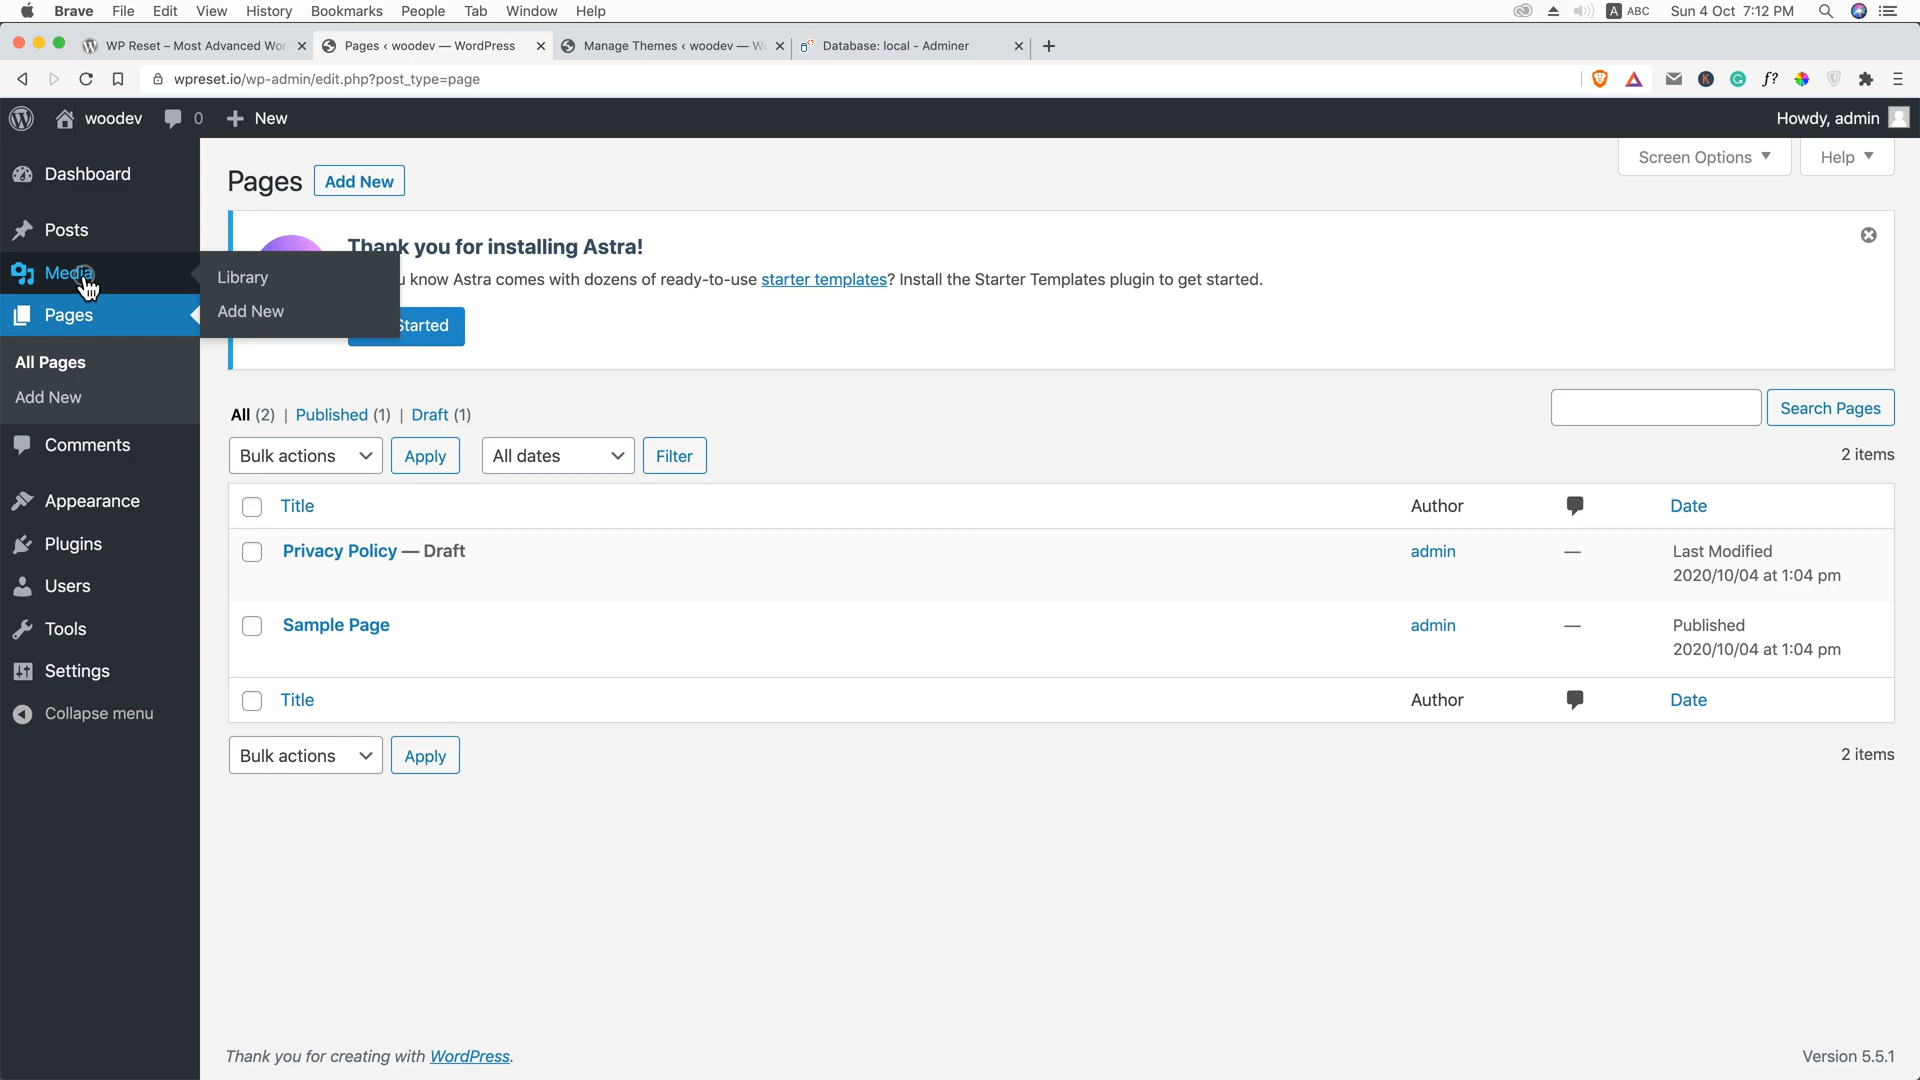 Brave File Edit View History Bookmarks People Tab Window Help A ABC Sun 4 Oct 7:12 PM
WP Reset – Most Advanced Wor Pages ‹ woodev — WordPress Manage Themes ‹ woodev — W Database: local - Adminer
wpreset.io/wp-admin/edit.php?post_type=page K G f?
woodev 0 New Howdy, admin
Screen Options Help
Dashboard
Posts
Media
Library
Add New
Pages
All Pages
Add New
Comments
Appearance
Plugins
Users
Tools
Settings
Collapse menu
Pages Add New
Thank you for installing Astra!
know Astra comes with dozens of ready-to-use starter templates? Install the Starter Templates plugin to get started.
Started
All (2) | Published (1) | Draft (1)
Search Pages
Bulk actions Apply All dates Filter 2 items
Title Author Date
Privacy Policy — Draft admin — Last Modified
2020/10/04 at 1:04 pm
Sample Page admin — Published
2020/10/04 at 1:04 pm
Title Author Date
Bulk actions Apply 2 items
Thank you for creating with WordPress. Version 5.5.1